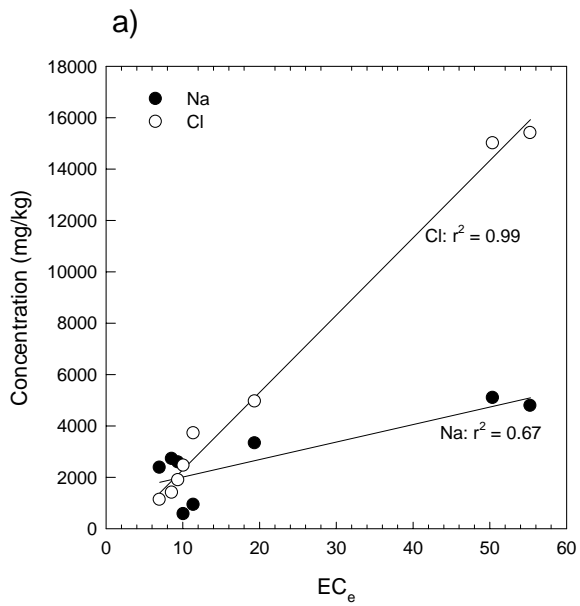 a)
18000
16000
14000
12000
10000
8000
6000
4000
2000
0
Concentration (mg/kg)
Na
Cl
Cl: r² = 0.99
Na: r² = 0.67
0 10 20 30 40 50 60
ECₑ